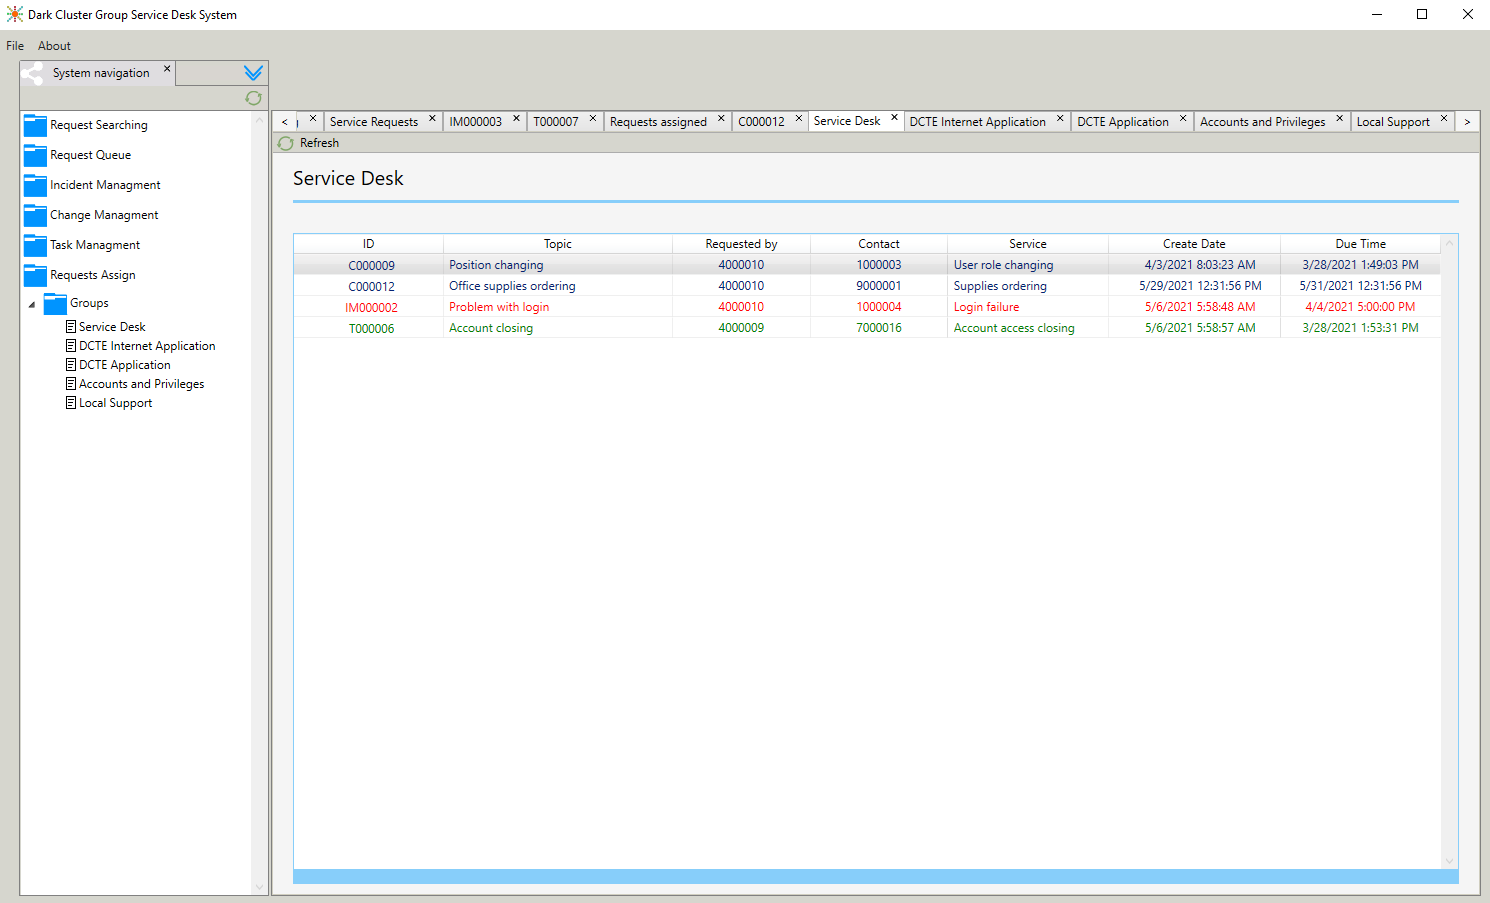 Dark Cluster Group Service Desk System
File About
System navigation
Request Searching
Request Queue
Incident Managment
Change Managment
Task Managment
Requests Assign
Groups
Service Desk
DCTE Internet Application
DCTE Application
Accounts and Privileges
Local Support
Service Requests IM000003 T000007 Requests assigned C000012 Service Desk DCTE Internet Application DCTE Application Accounts and Privileges Local Support
Refresh
Service Desk
ID Topic Requested by Contact Service Create Date Due Time
C000009 Position changing 4000010 1000003 User role changing 4/3/2021 8:03:23 AM 3/28/2021 1:49:03 PM
C000012 Office supplies ordering 4000010 9000001 Supplies ordering 5/29/2021 12:31:56 PM 5/31/2021 12:31:56 PM
IM000002 Problem with login 4000010 1000004 Login failure 5/6/2021 5:58:48 AM 4/4/2021 5:00:00 PM
T000006 Account closing 4000009 7000016 Account access closing 5/6/2021 5:58:57 AM 3/28/2021 1:53:31 PM